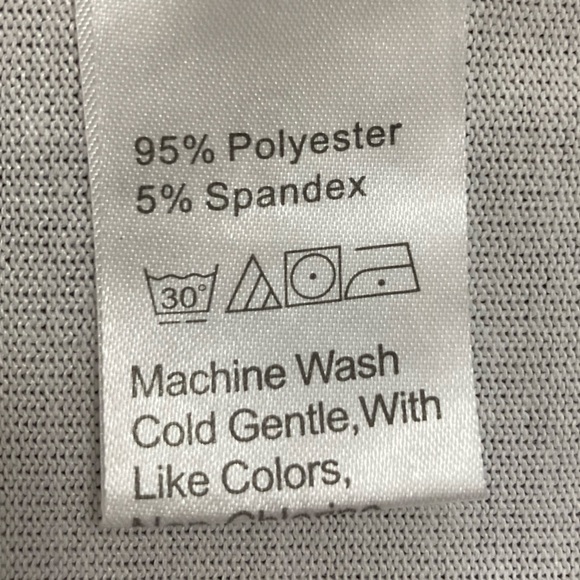 95% Polyester
5% Spandex
30°
Machine Wash
Cold Gentle,With
Like Colors,